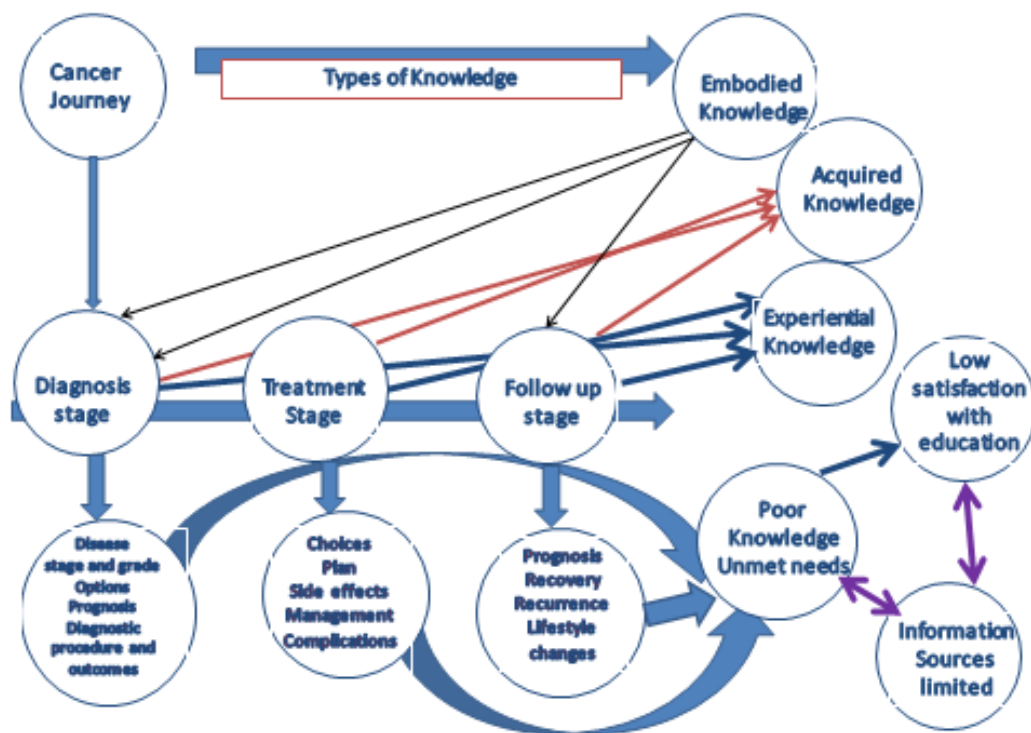 Cancer
Journey
Types of Knowledge
Embodied
Knowledge
Acquired
Knowledge
Experiential
Knowledge
Diagnosis
stage
Treatment
Stage
Follow up
stage
Low
satisfaction
with
education
Disease
stage and grade
Options
Prognosis
Diagnostic
procedure and
outcomes
Choices
Plan
Side effects
Management
Complications
Prognosis
Recovery
Recurrence
Lifestyle
changes
Poor
Knowledge
Unmet needs
Information
Sources
limited